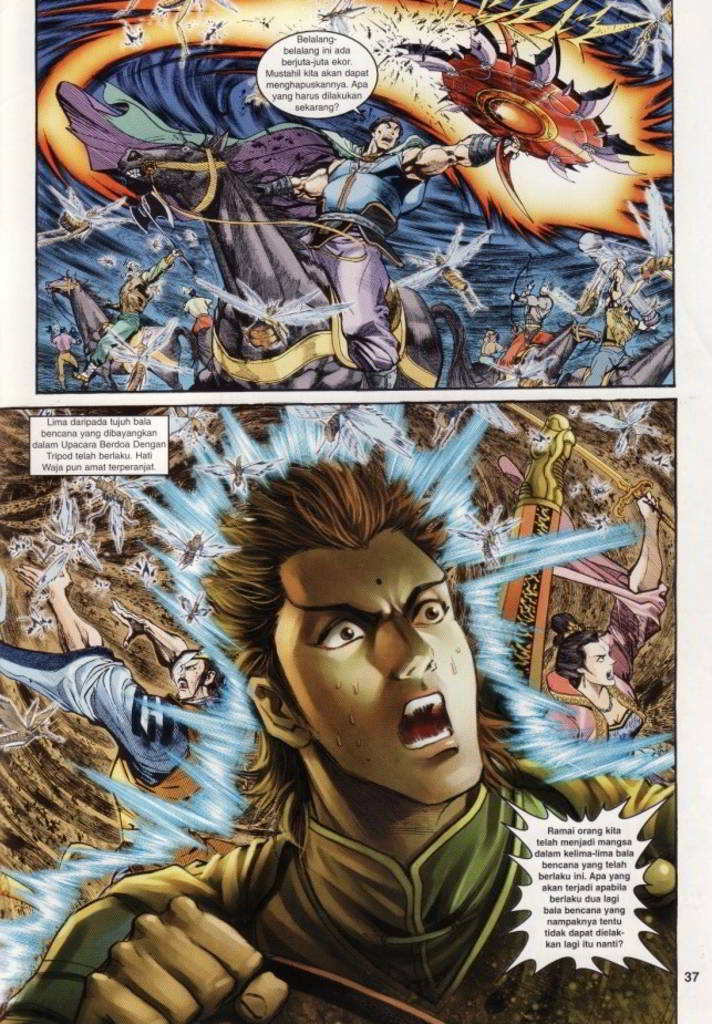 Belalang-
belalang ini ada
berjuta-juta ekor.
Mustahil kita akan dapat
menghapuskannya. Apa
yang harus dilakukan
sekarang?
Lima daripada tujuh bala
bencana yang dibayangkan
dalam Upacara Berdoa Dengan
Tripod telah berlaku. Hati
Waja pun amat terperanjat.
Ramai orang kita
telah menjadi mangsa
dalam kelima-lima bala
bencana yang telah
berlaku ini. Apa yang
akan terjadi apabila
berlaku dua lagi
bala bencana yang
nampaknya tentu
tidak dapat dielak-
kan lagi itu nanti?
37